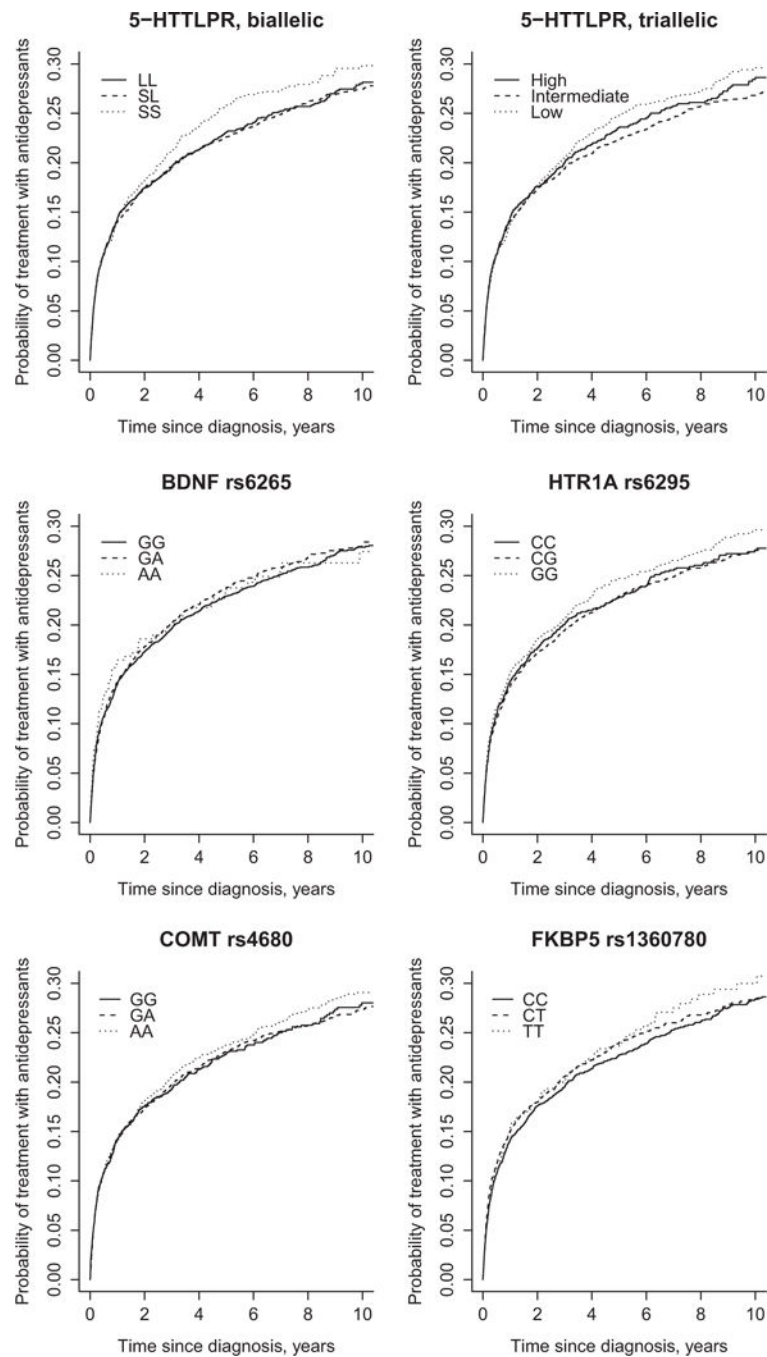 5−HTTLPR, biallelic
Probability of treatment with antidepressants
0.00 0.05 0.10 0.15 0.20 0.25 0.30
LL
SL
SS
0 2 4 6 8 10
Time since diagnosis, years
5−HTTLPR, triallelic
Probability of treatment with antidepressants
0.00 0.05 0.10 0.15 0.20 0.25 0.30
High
Intermediate
Low
0 2 4 6 8 10
Time since diagnosis, years
BDNF rs6265
Probability of treatment with antidepressants
0.00 0.05 0.10 0.15 0.20 0.25 0.30
GG
GA
AA
0 2 4 6 8 10
Time since diagnosis, years
HTR1A rs6295
Probability of treatment with antidepressants
0.00 0.05 0.10 0.15 0.20 0.25 0.30
CC
CG
GG
0 2 4 6 8 10
Time since diagnosis, years
COMT rs4680
Probability of treatment with antidepressants
0.00 0.05 0.10 0.15 0.20 0.25 0.30
GG
GA
AA
0 2 4 6 8 10
Time since diagnosis, years
FKBP5 rs1360780
Probability of treatment with antidepressants
0.00 0.05 0.10 0.15 0.20 0.25 0.30
CC
CT
TT
0 2 4 6 8 10
Time since diagnosis, years